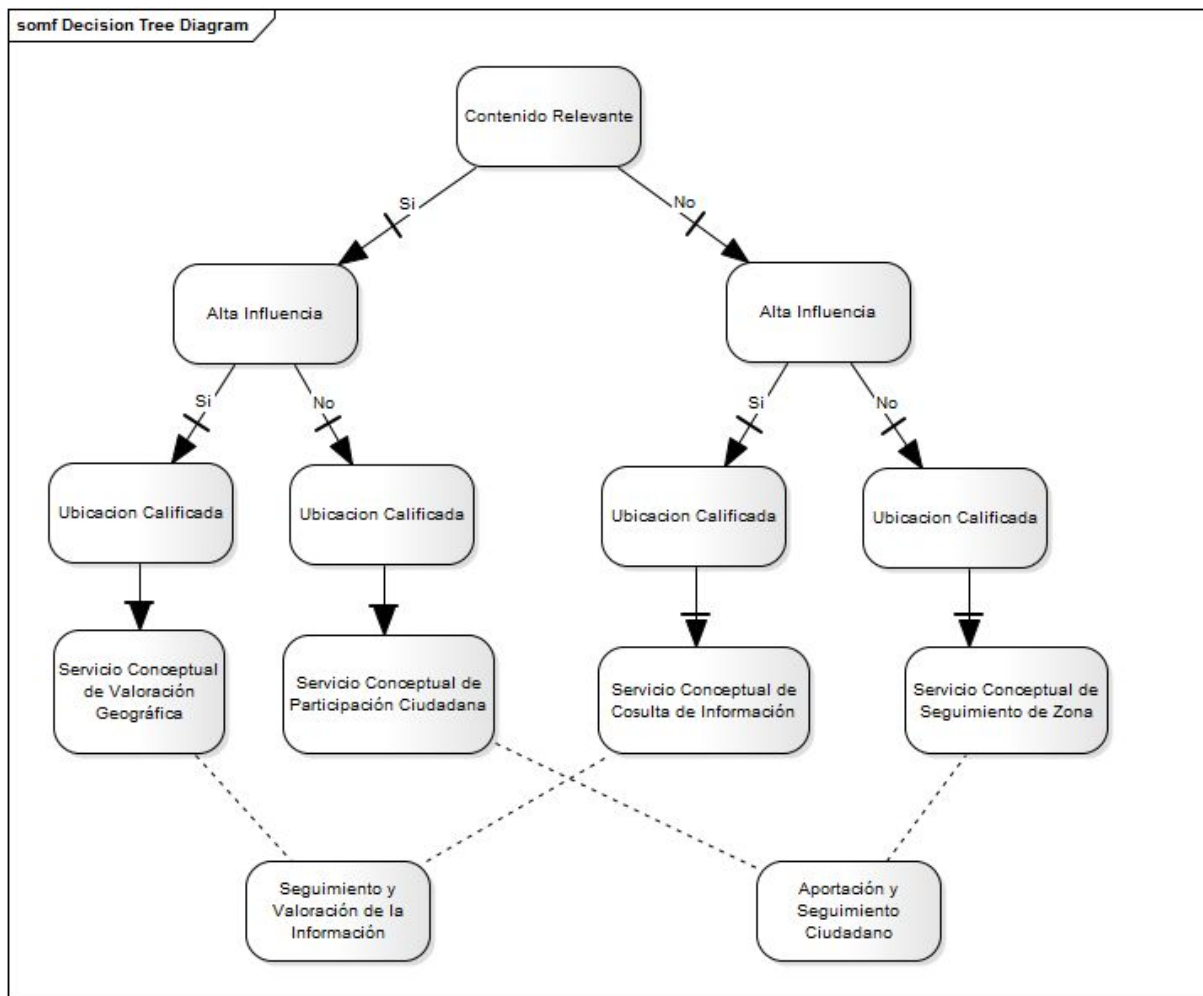 somf Decision Tree Diagram
Contenido Relevante
Si
No
Alta Influencia
Alta Influencia
Si
No
Si
No
Ubicacion Calificada
Ubicacion Calificada
Ubicacion Calificada
Ubicacion Calificada
Servicio Conceptual
de Valoración
Geográfica
Servicio Conceptual de
Participación Ciudadana
Servicio Conceptual de
Cosulta de Información
Servicio Conceptual de
Seguimiento de Zona
Seguimiento y
Valoración de la
Información
Aportación y
Seguimiento
Ciudadano